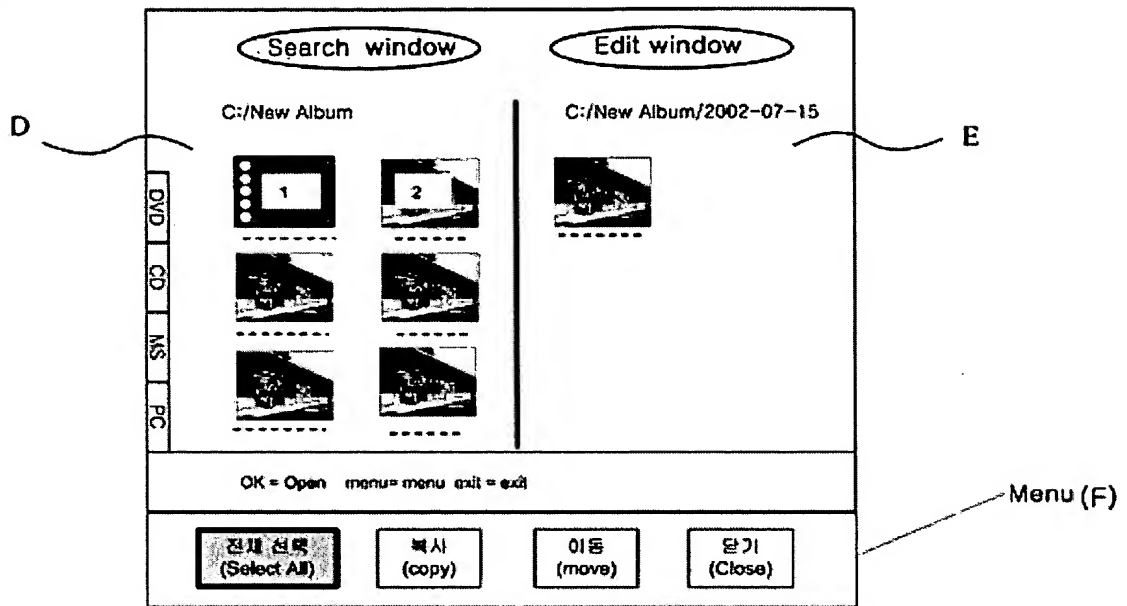 Search window
Edit window
C:/New Album
C:/New Album/2002-07-15
D
E
1
2
DVD
CD
MS
PC
OK = Open menu= menu exit = exit
Menu (F)
전체 선택
(Select All)
복사
(copy)
이동
(move)
닫기
(Close)